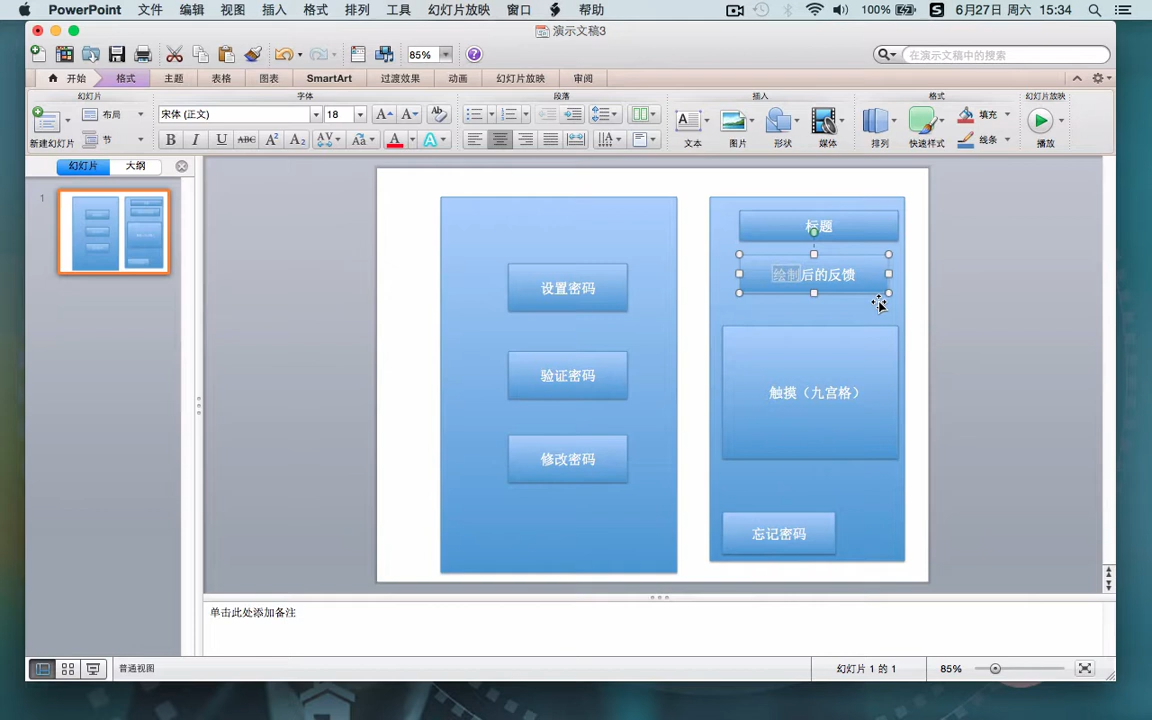 PowerPoint 文件 编辑 视图 插入 格式 排列 工具 幻灯片放映 窗口 帮助 100% 6月27日 周六 15:34
演示文稿3
85% 在演示文稿中的搜索
开始 格式 主题 表格 图表 SmartArt 过渡效果 动画 幻灯片放映 审阅
幻灯片 字体 段落 插入 格式 幻灯片放映
新建幻灯片 布局 节
宋体 (正文) 18
B I U ABC A² A₂ AV Aa A A
文本 图片 形状 媒体 排列 快速样式 填充 线条 播放
幻灯片 大纲
1
设置密码
验证密码
修改密码
标题
绘制后的反馈
触摸（九宫格）
忘记密码
单击此处添加备注
普通视图 幻灯片 1 的 1 85%